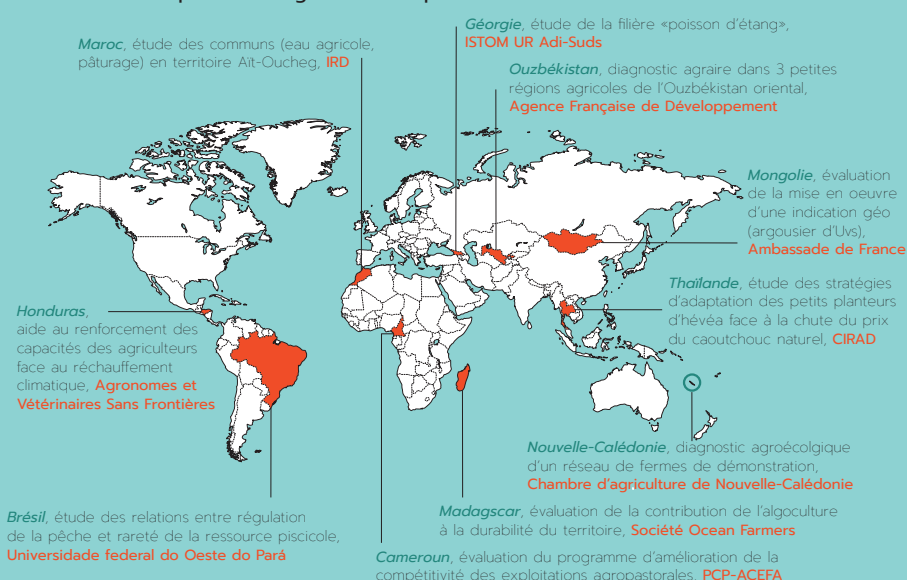 Géorgie, étude de la filière «poisson d'étang»,
ISTOM UR Adi-Suds
Maroc, étude des communs (eau agricole,
pâturage) en territoire Aït-Oucheg, IRD
Ouzbékistan, diagnostic agraire dans 3 petites
régions agricoles de l'Ouzbékistan oriental,
Agence Française de Développement
Mongolie, évaluation
de la mise en oeuvre
d'une indication géo
(argousier d'Uvs),
Ambassade de France
Thaïlande, étude des stratégies
d'adaptation des petits planteurs
d'hévéa face à la chute du prix
du caoutchouc naturel, CIRAD
Honduras,
aide au renforcement des
capacités des agriculteurs
face au réchauffement
climatique, Agronomes et
Vétérinaires Sans Frontières
Nouvelle-Calédonie, diagnostic agroécolgique
d'un réseau de fermes de démonstration,
Chambre d'agriculture de Nouvelle-Calédonie
Brésil, étude des relations entre régulation
de la pêche et rareté de la ressource piscicole,
Universidade federal do Oeste do Pará
Madagscar, évaluation de la contribution de l'algoculture
à la durabilité du territoire, Société Ocean Farmers
Cameroun, évaluation du programme d'amélioration de la
compétitivité des exploitations agropastorales, PCP-ACEFA